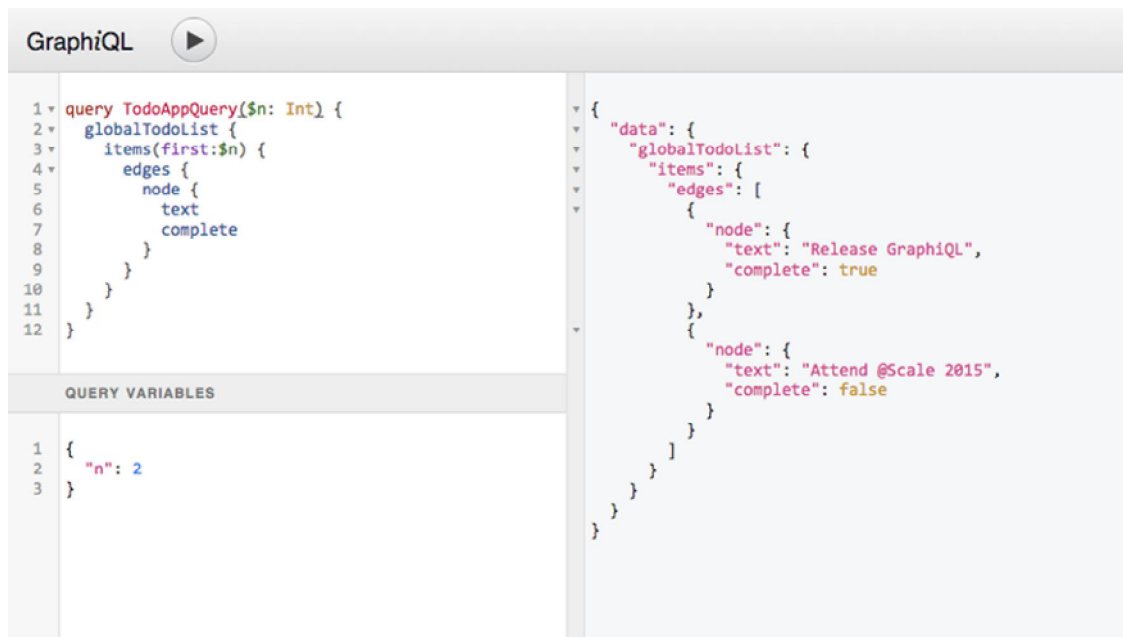 GraphiQL
1 query TodoAppQuery($n: Int) {
2 globalTodoList {
3 items(first:$n) {
4 edges {
5 node {
6 text
7 complete
8 }
9 }
10 }
11 }
12 }
QUERY VARIABLES
1 {
2 "n": 2
3 }
{
"data": {
"globalTodoList": {
"items": {
"edges": [
{
"node": {
"text": "Release GraphiQL",
"complete": true
}
},
{
"node": {
"text": "Attend @Scale 2015",
"complete": false
}
}
]
}
}
}
}